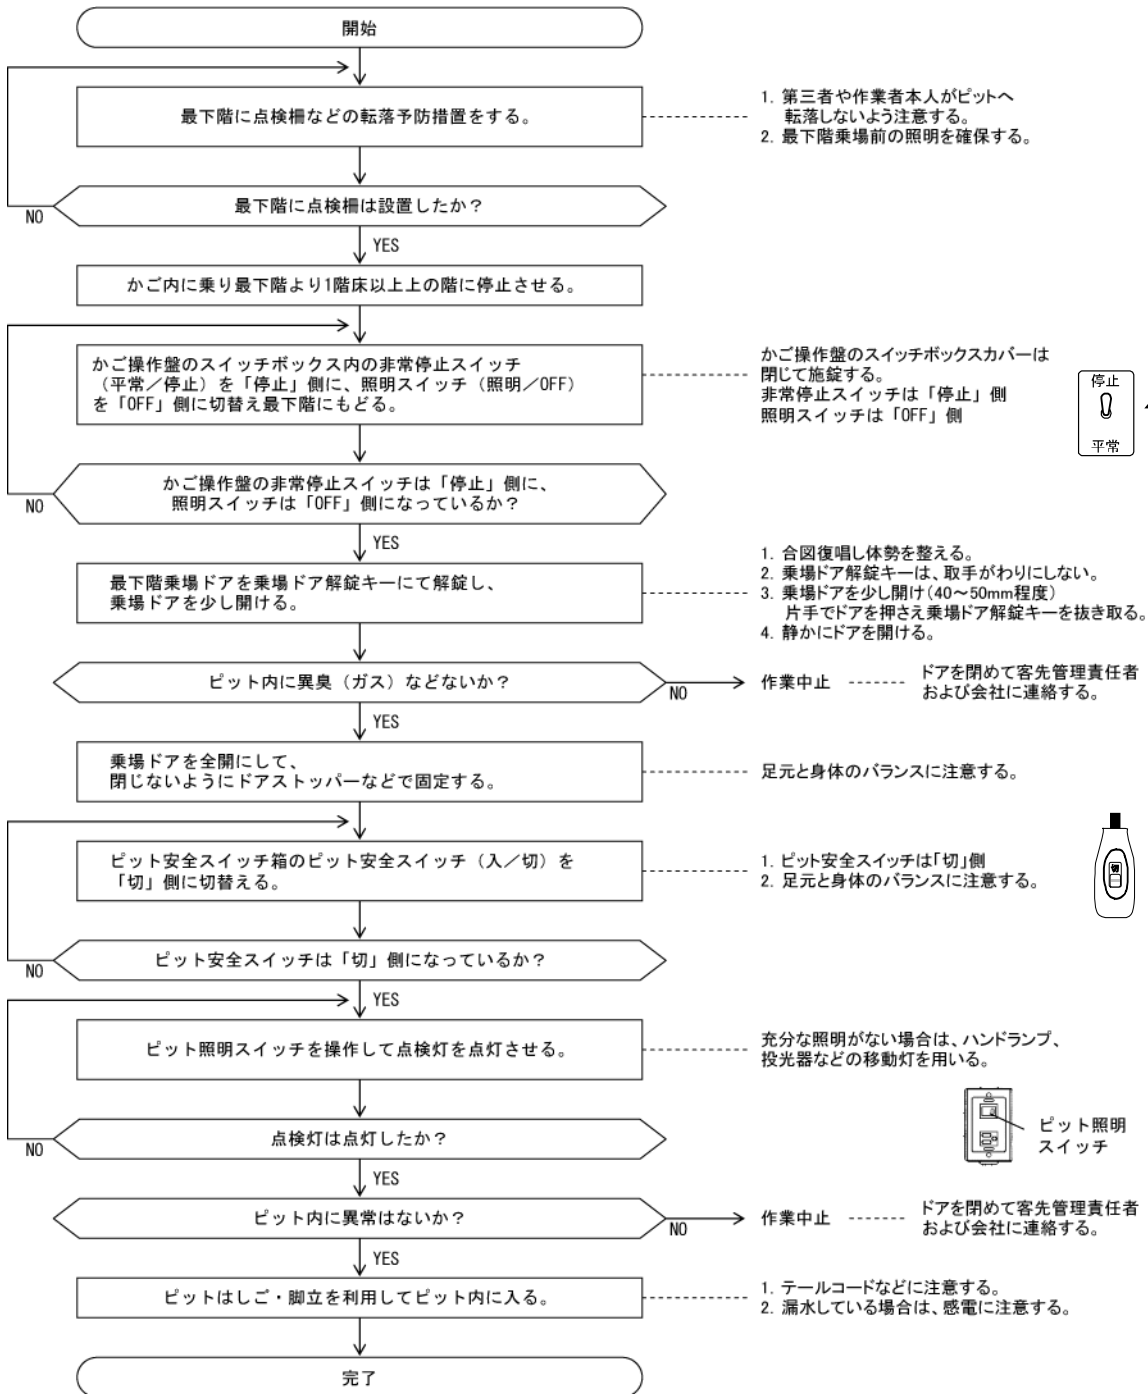 開始
最下階に点検柵などの転落予防措置をする。
1. 第三者や作業者本人がピットへ
転落しないよう注意する。
2. 最下階乗場前の照明を確保する。
最下階に点検柵は設置したか？
NO
YES
かご内に乗り最下階より1階床以上上の階に停止させる。
かご操作盤のスイッチボックス内の非常停止スイッチ
（平常／停止）を「停止」側に、照明スイッチ（照明／OFF）
を「OFF」側に切替え最下階にもどる。
かご操作盤のスイッチボックスカバーは
閉じて施錠する。
非常停止スイッチは「停止」側
照明スイッチは「OFF」側
停止
平常
かご操作盤の非常停止スイッチは「停止」側に、
照明スイッチは「OFF」側になっているか？
NO
YES
最下階乗場ドアを乗場ドア解錠キーにて解錠し、
乗場ドアを少し開ける。
1. 合図復唱し体勢を整える。
2. 乗場ドア解錠キーは、取手がわりにしない。
3. 乗場ドアを少し開け（40～50mm程度）
片手でドアを押さえ乗場ドア解錠キーを抜き取る。
4. 静かにドアを開ける。
ピット内に異臭（ガス）などないか？
NO
作業中止
ドアを閉めて客先管理責任者
および会社に連絡する。
YES
乗場ドアを全開にして、
閉じないようにドアストッパーなどで固定する。
足元と身体のバランスに注意する。
ピット安全スイッチ箱のピット安全スイッチ（入／切）を
「切」側に切替える。
1. ピット安全スイッチは「切」側
2. 足元と身体のバランスに注意する。
切
ピット安全スイッチは「切」側になっているか？
NO
YES
ピット照明スイッチを操作して点検灯を点灯させる。
充分な照明がない場合は、ハンドランプ、
投光器などの移動灯を用いる。
ピット照明
スイッチ
点検灯は点灯したか？
NO
YES
ピット内に異常はないか？
NO
作業中止
ドアを閉めて客先管理責任者
および会社に連絡する。
YES
ピットはしご・脚立を利用してピット内に入る。
1. テールコードなどに注意する。
2. 漏水している場合は、感電に注意する。
完了